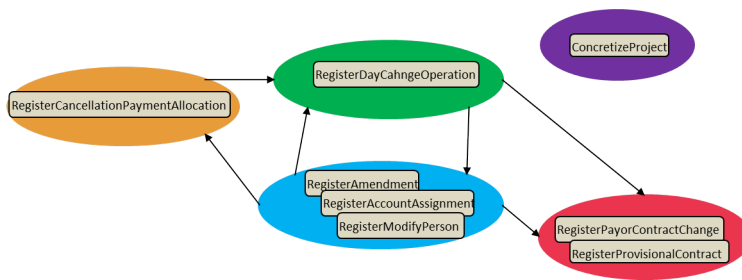 ConcretizeProject
RegisterDayCahngeOperation
RegisterCancellationPaymentAllocation
RegisterAmendment
RegisterAccountAssignment
RegisterModifyPerson
RegisterPayorContractChange
RegisterProvisionalContract